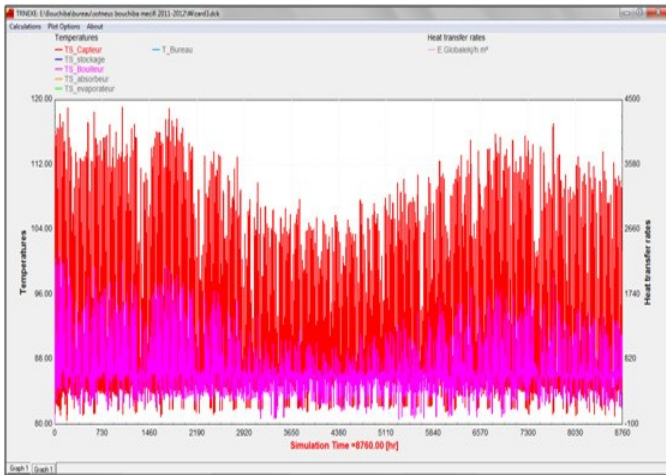 TRNEXE: E:\Bouchiba\bureau\sotneus bouchiba mecifi 2011-2012\Wizard3.dck
Calculations Plot Options About
Temperatures
TS_Capteur T_Bureau
TS_stockage
TS_Bouilleur
TS_absorbeur
TS_evaporateur
Heat transfer rates
E Globalekj/h m²
120.00
112.00
104.00
96.00
88.00
80.00
Temperatures
4500
3580
2660
1740
820
-100
Heat transfer rates
0 730 1460 2190 2920 3650 4380 5110 5840 6570 7300 8030 8760
Simulation Time =8760.00 [hr]
Graph 1 Graph 1